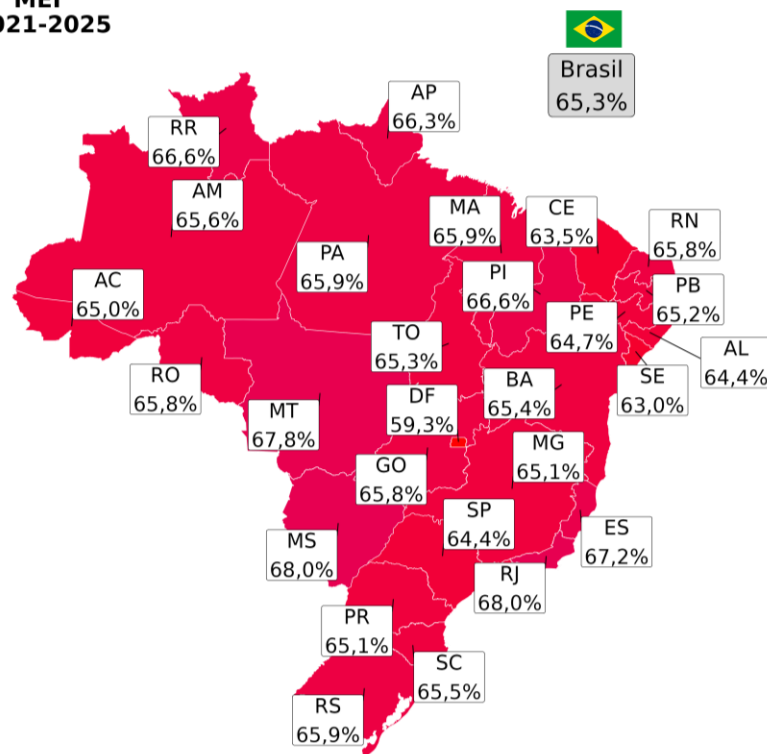 MEI
2021-2025
Brasil
65,3%
AP
66,3%
RR
66,6%
AM
65,6%
MA
65,9%
CE
63,5%
RN
65,8%
PA
65,9%
PI
66,6%
AC
65,0%
PB
65,2%
PE
64,7%
TO
65,3%
AL
64,4%
RO
65,8%
SE
63,0%
BA
65,4%
DF
59,3%
MT
67,8%
MG
65,1%
GO
65,8%
SP
64,4%
ES
67,2%
MS
68,0%
RJ
68,0%
PR
65,1%
SC
65,5%
RS
65,9%